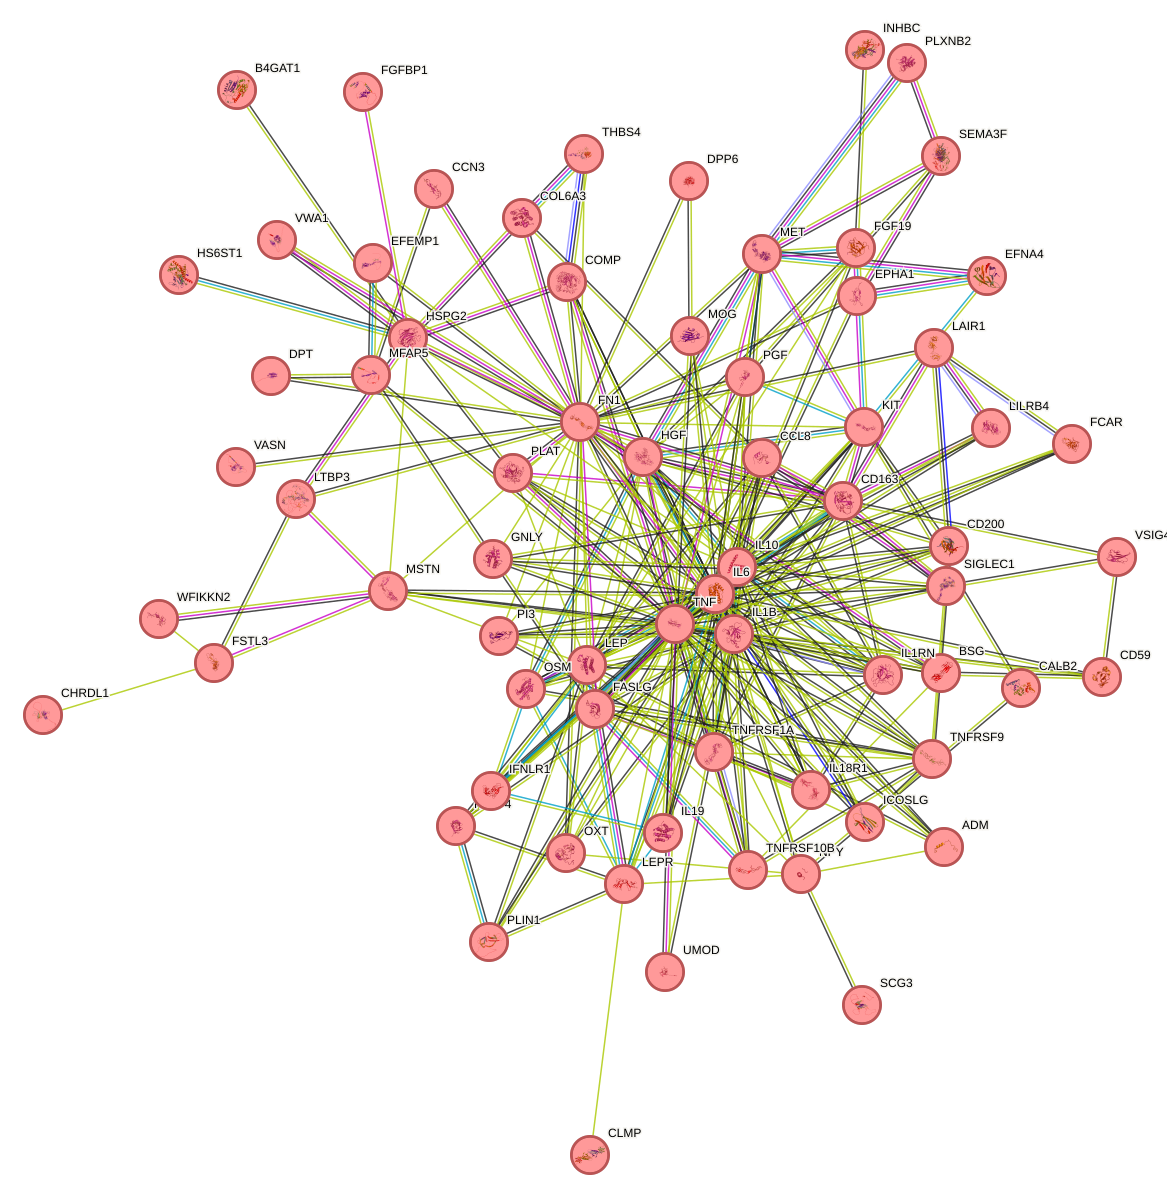 INHBC
PLXNB2
B4GAT1
FGFBP1
THBS4
SEMA3F
DPP6
CCN3
COL6A3
VWA1
MET
FGF19
EFEMP1
HS6ST1
COMP
EFNA4
EPHA1
HSPG2
MOG
LAIR1
DPT
MFAP5
PGF
FN1
KIT
LILRB4
FCAR
HGF
CCL8
VASN
PLAT
LTBP3
CD163
CD200
GNLY
IL10
VSIG4
SIGLEC1
MSTN
IL6
WFIKKN2
TNF
PI3
IL1B
FSTL3
LEP
IL1RN
BSG
CD59
OSM
CALB2
CHRDL1
FASLG
TNFRSF1A
TNFRSF9
IFNLR1
IL18R1
4
IL19
ICOSLG
OXT
ADM
TNFRSF10B
LEPR
PLIN1
UMOD
SCG3
CLMP